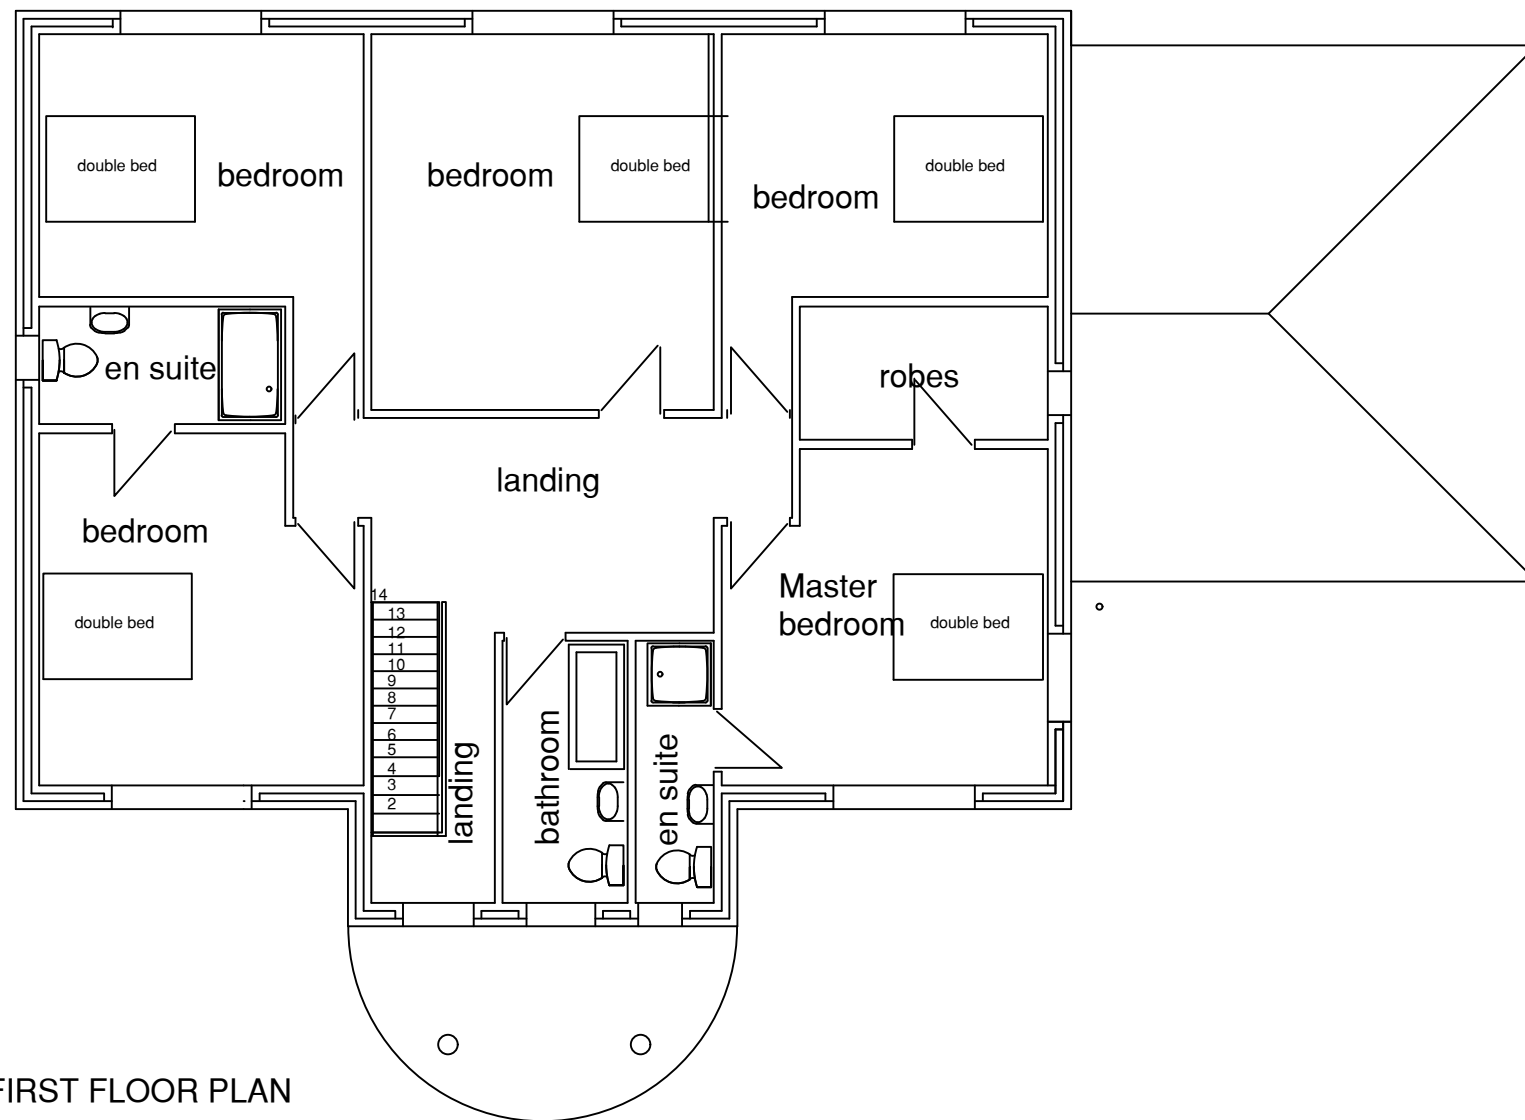 double bed
bedroom
bedroom
double bed
bedroom
double bed
en suite
robes
landing
bedroom
double bed
Master
bedroom
double bed
14
13
12
11
10
9
8
7
6
5
4
3
2
landing
bathroom
en suite
FIRST FLOOR PLAN